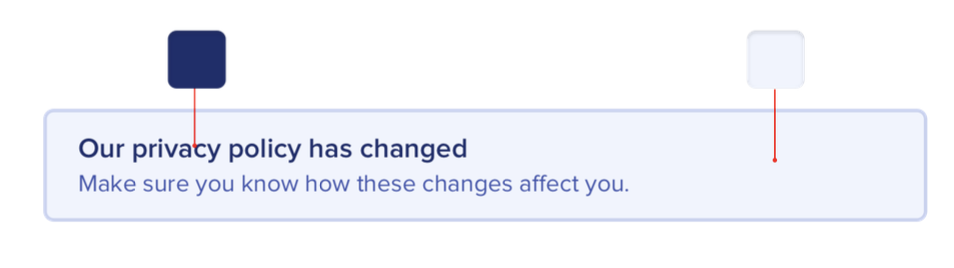 Our privacy policy has changed
Make sure you know how these changes affect you.